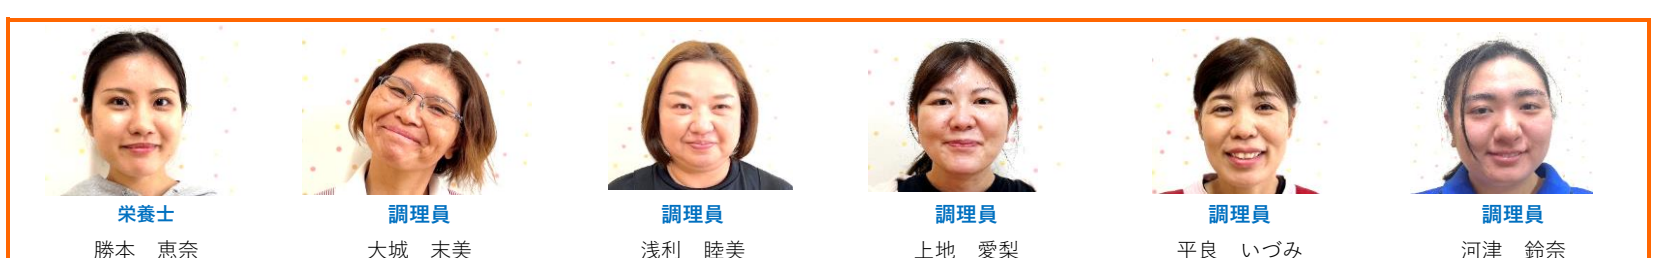 栄養士 調理員 調理員 調理員 調理員 調理員
勝本 恵奈 大城 末美 浅利 睦美 上地 愛梨 平良 いづみ 河津 鈴奈